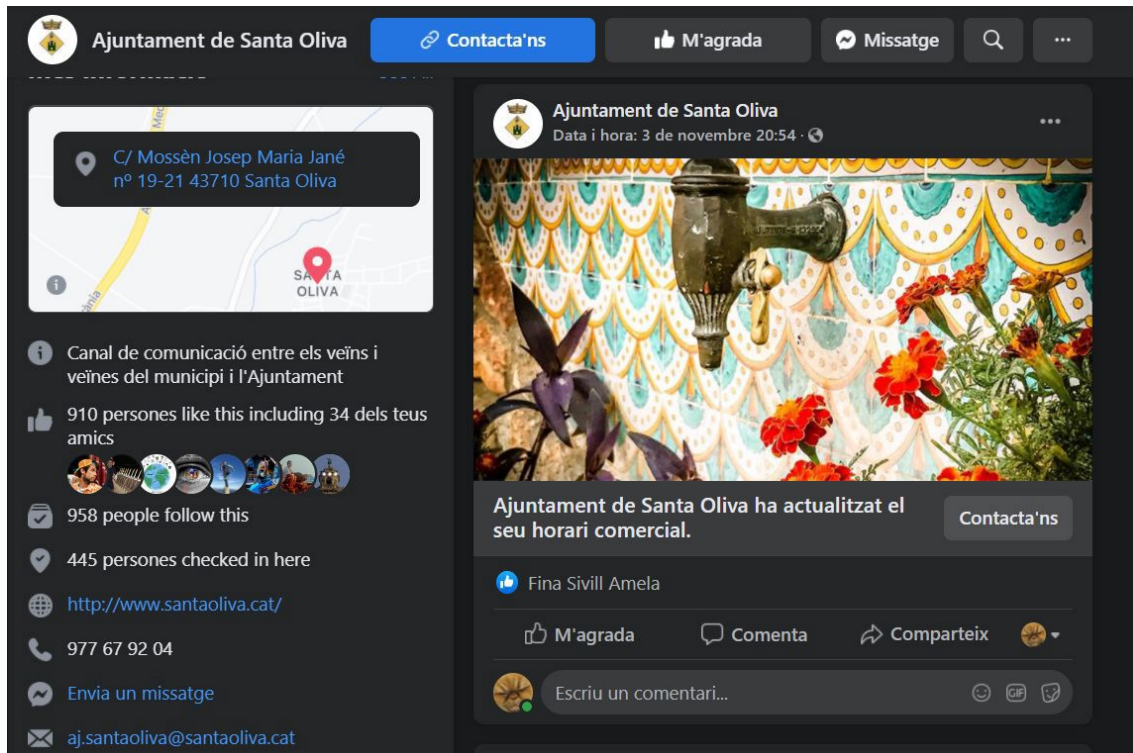 Ajuntament de Santa Oliva
Contacta'ns
M'agrada
Missatge
C/ Mossèn Josep Maria Jané
nº 19-21 43710 Santa Oliva
SANTA
OLIVA
Canal de comunicació entre els veïns i
veïnes del municipi i l'Ajuntament
910 persones like this including 34 dels teus
amics
958 people follow this
445 persones checked in here
http://www.santaoliva.cat/
977 67 92 04
Envia un missatge
aj.santaoliva@santaoliva.cat
Ajuntament de Santa Oliva
Data i hora: 3 de novembre 20:54 ·
Ajuntament de Santa Oliva ha actualitzat el
seu horari comercial.
Contacta'ns
Fina Sivill Amela
M'agrada
Comenta
Comparteix
Escriu un comentari...
GIF